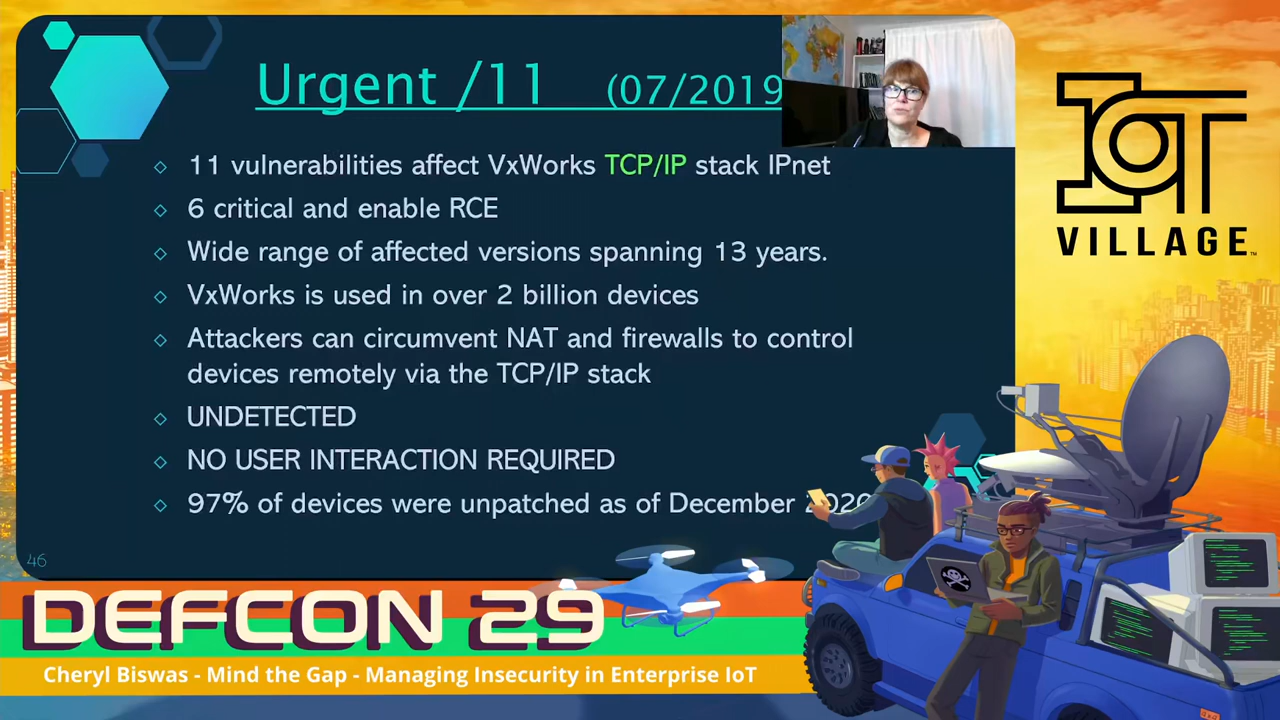 Urgent /11 (07/2019
◇ 11 vulnerabilities affect VxWorks TCP/IP stack IPnet
◇ 6 critical and enable RCE
◇ Wide range of affected versions spanning 13 years.
◇ VxWorks is used in over 2 billion devices
◇ Attackers can circumvent NAT and firewalls to control
devices remotely via the TCP/IP stack
◇ UNDETECTED
◇ NO USER INTERACTION REQUIRED
◇ 97% of devices were unpatched as of December 2020
46
IOT
VILLAGE™
DEFCON 29
Cheryl Biswas - Mind the Gap - Managing Insecurity in Enterprise IoT